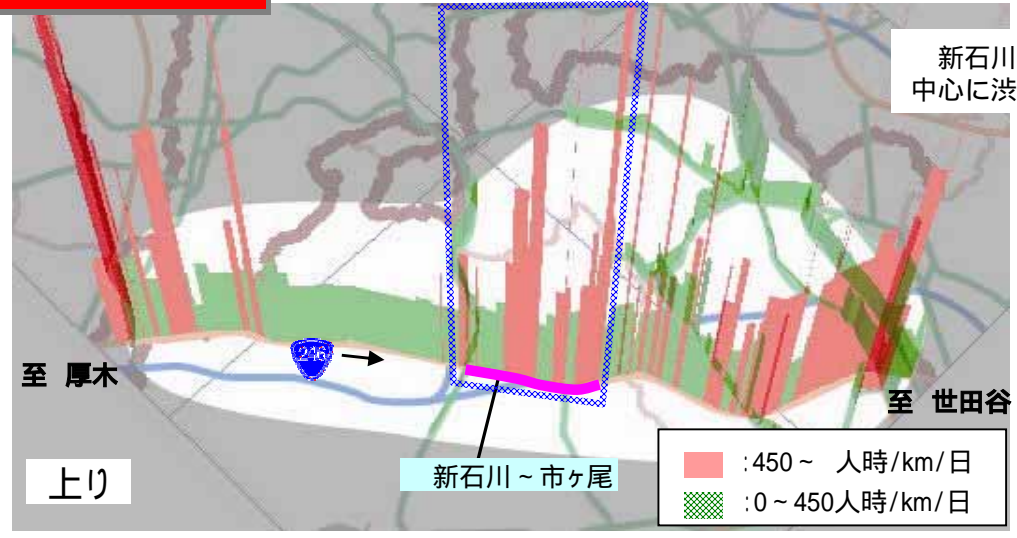 新石川
中心に渋
246
至 厚木
至 世田谷
上り
新石川～市ヶ尾
:450～ 人時/km/日
:0～450人時/km/日